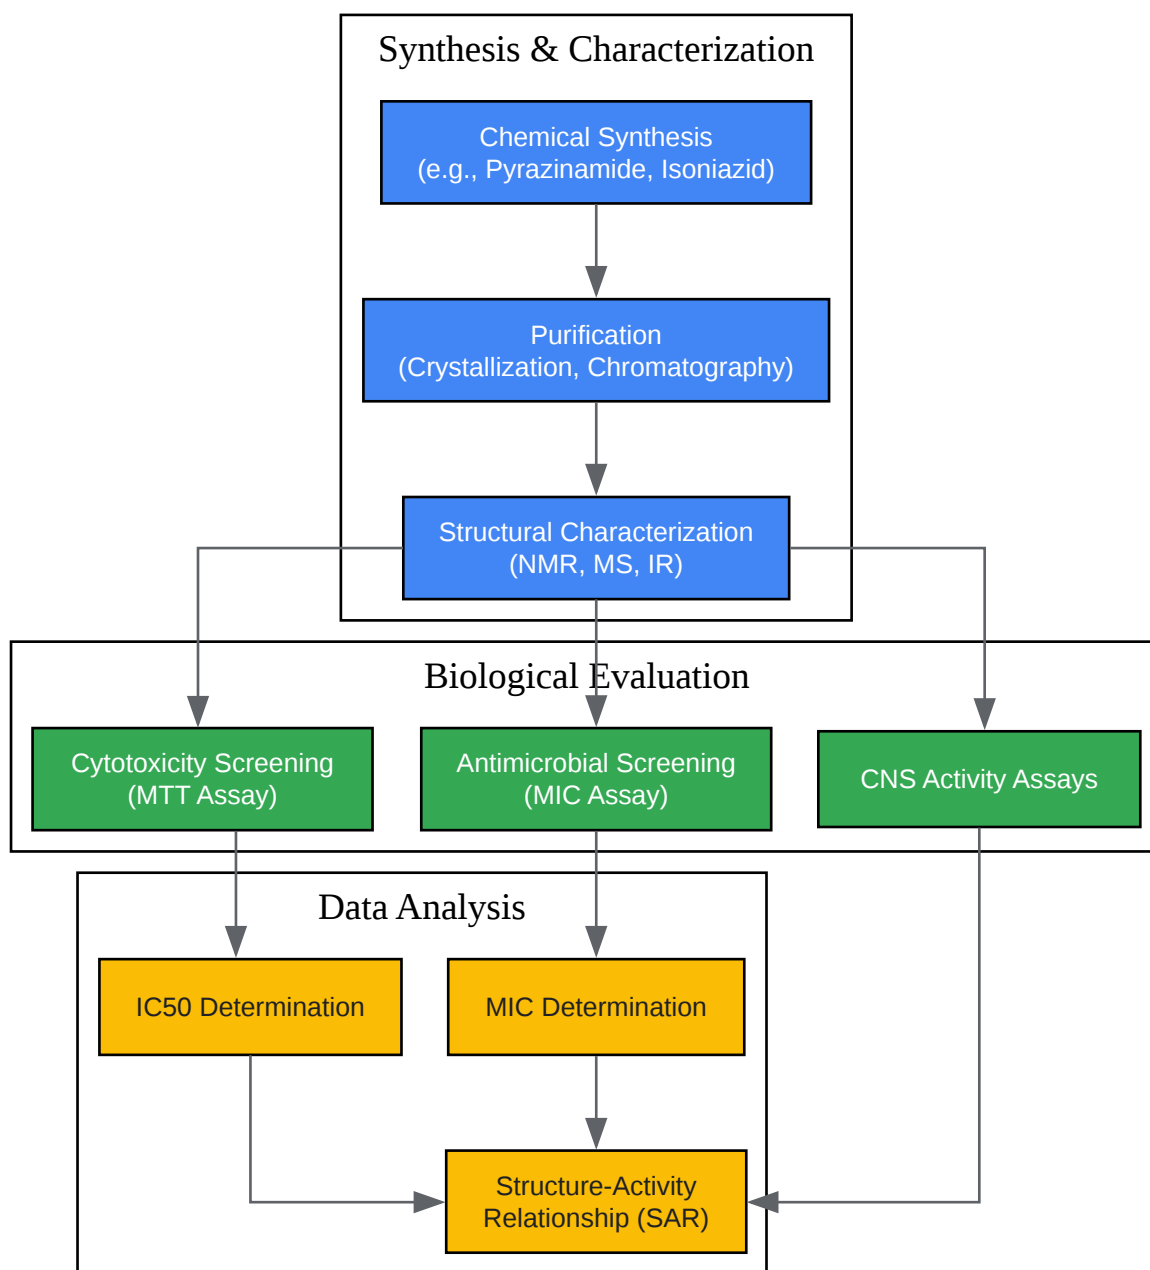 Synthesis & Characterization
Chemical Synthesis
(e.g., Pyrazinamide, Isoniazid)
Purification
(Crystallization, Chromatography)
Structural Characterization
(NMR, MS, IR)
Biological Evaluation
Cytotoxicity Screening
(MTT Assay)
Antimicrobial Screening
(MIC Assay)
CNS Activity Assays
Data Analysis
IC50 Determination
MIC Determination
Structure-Activity
Relationship (SAR)